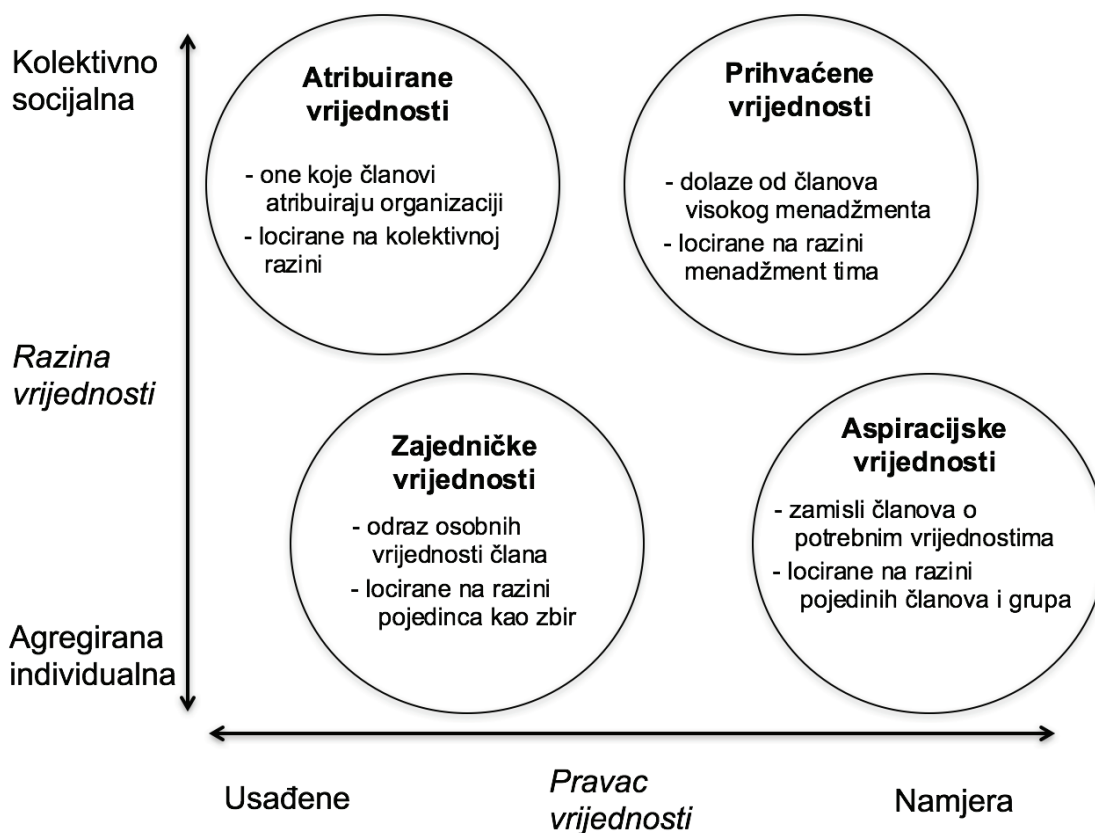 Kolektivno
socijalna
Atribuirane
vrijednosti
- one koje članovi
atribuiraju organizaciji
- locirane na kolektivnoj
razini
Prihvaćene
vrijednosti
- dolaze od članova
visokog menadžmenta
- locirane na razini
menadžment tima
Razina
vrijednosti
Zajedničke
vrijednosti
- odraz osobnih
vrijednosti člana
- locirane na razini
pojedinca kao zbir
Aspiracijske
vrijednosti
- zamisli članova o
potrebnim vrijednostima
- locirane na razini
pojedinih članova i grupa
Agregirana
individualna
Usađene
Pravac
vrijednosti
Namjera